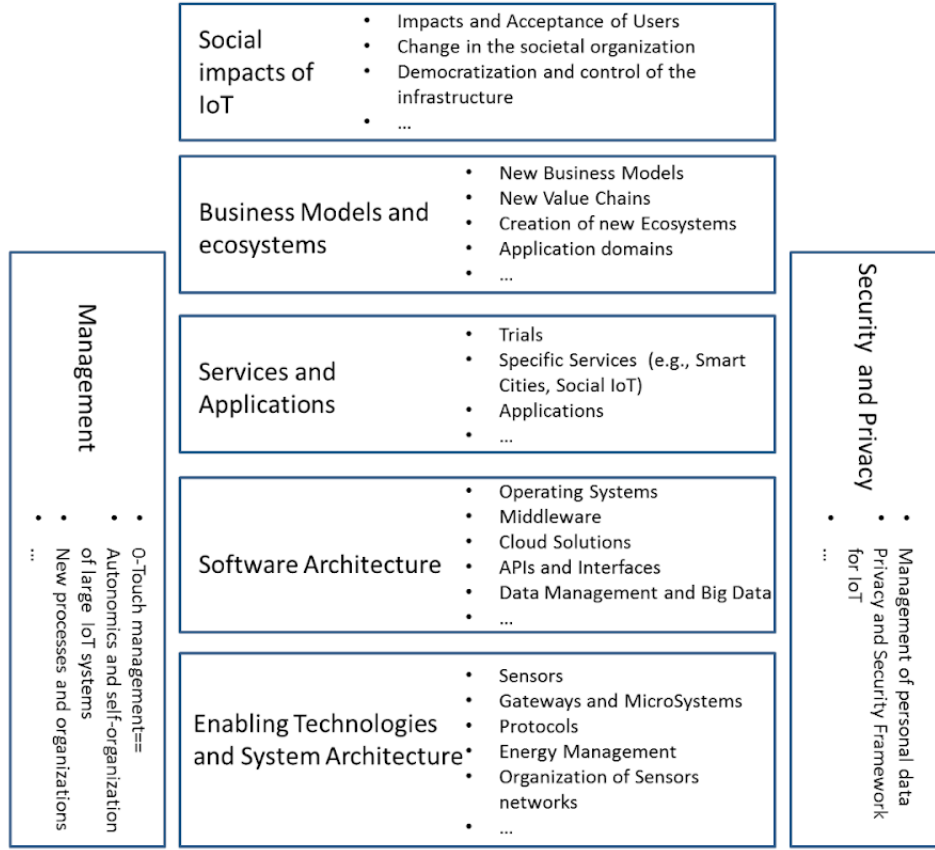 Social
impacts of
IoT
• Impacts and Acceptance of Users
• Change in the societal organization
• Democratization and control of the
infrastructure
• ...
Business Models and
ecosystems
• New Business Models
• New Value Chains
• Creation of new Ecosystems
• Application domains
• ...
Services and
Applications
• Trials
• Specific Services (e.g., Smart
Cities, Social IoT)
• Applications
• ...
Software Architecture
• Operating Systems
• Middleware
• Cloud Solutions
• APIs and Interfaces
• Data Management and Big Data
• ...
Enabling Technologies
and System Architecture
• Sensors
• Gateways and MicroSystems
• Protocols
• Energy Management
• Organization of Sensors
networks
• ...
Management
• 0-Touch management==
• Autonomics and self-organization
of large IoT systems
• New processes and organizations
• ...
Security and Privacy
• Management of personal data
• Privacy and Security Framework
for IoT
• ...